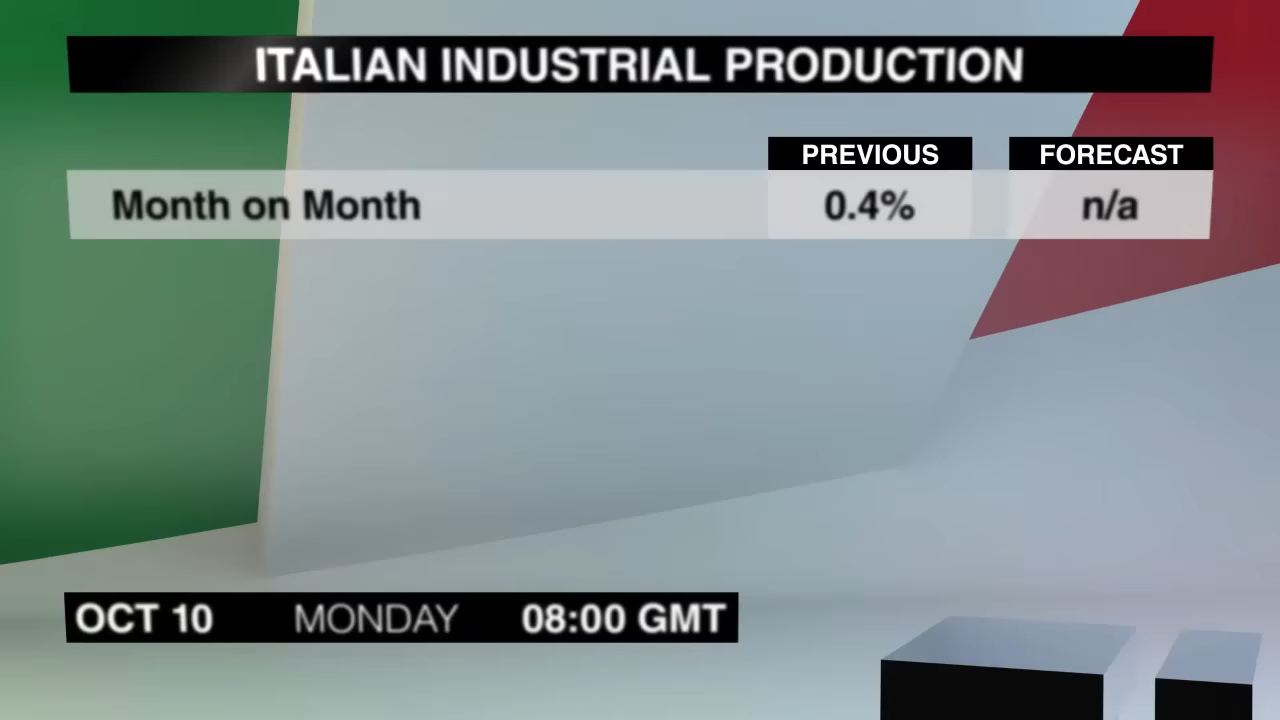 ITALIAN INDUSTRIAL PRODUCTION
PREVIOUS FORECAST
Month on Month 0.4% n/a
OCT 10 MONDAY 08:00 GMT